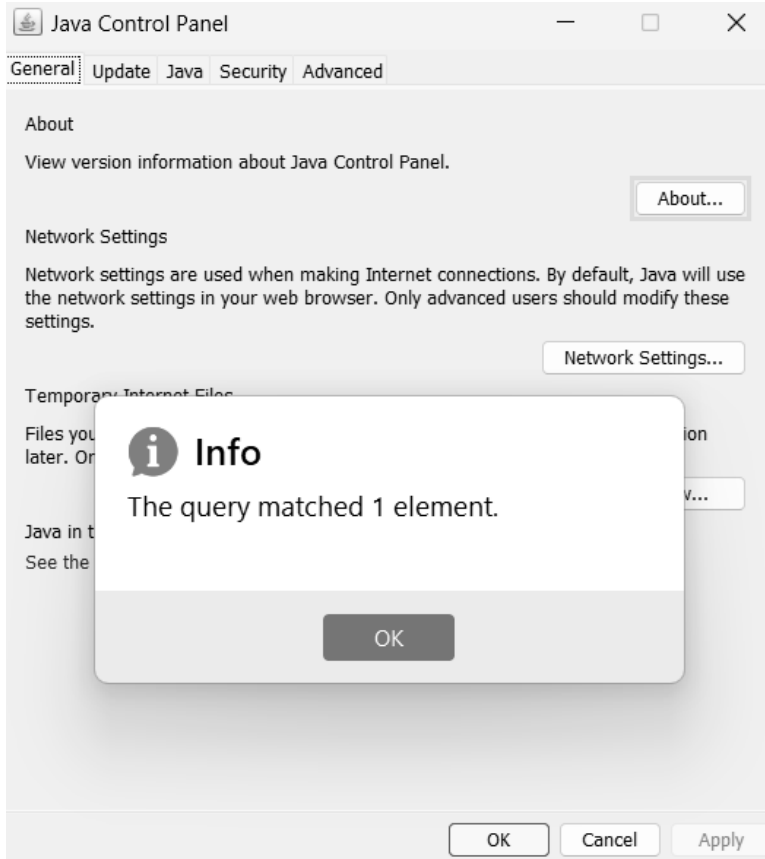 Java Control Panel
General Update Java Security Advanced
About
View version information about Java Control Panel.
About...
Network Settings
Network settings are used when making Internet connections. By default, Java will use
the network settings in your web browser. Only advanced users should modify these
settings.
Network Settings...
Temporary Internet Files
Files you
later. Or
Info
The query matched 1 element.
OK
Java in t
See the
OK Cancel Apply